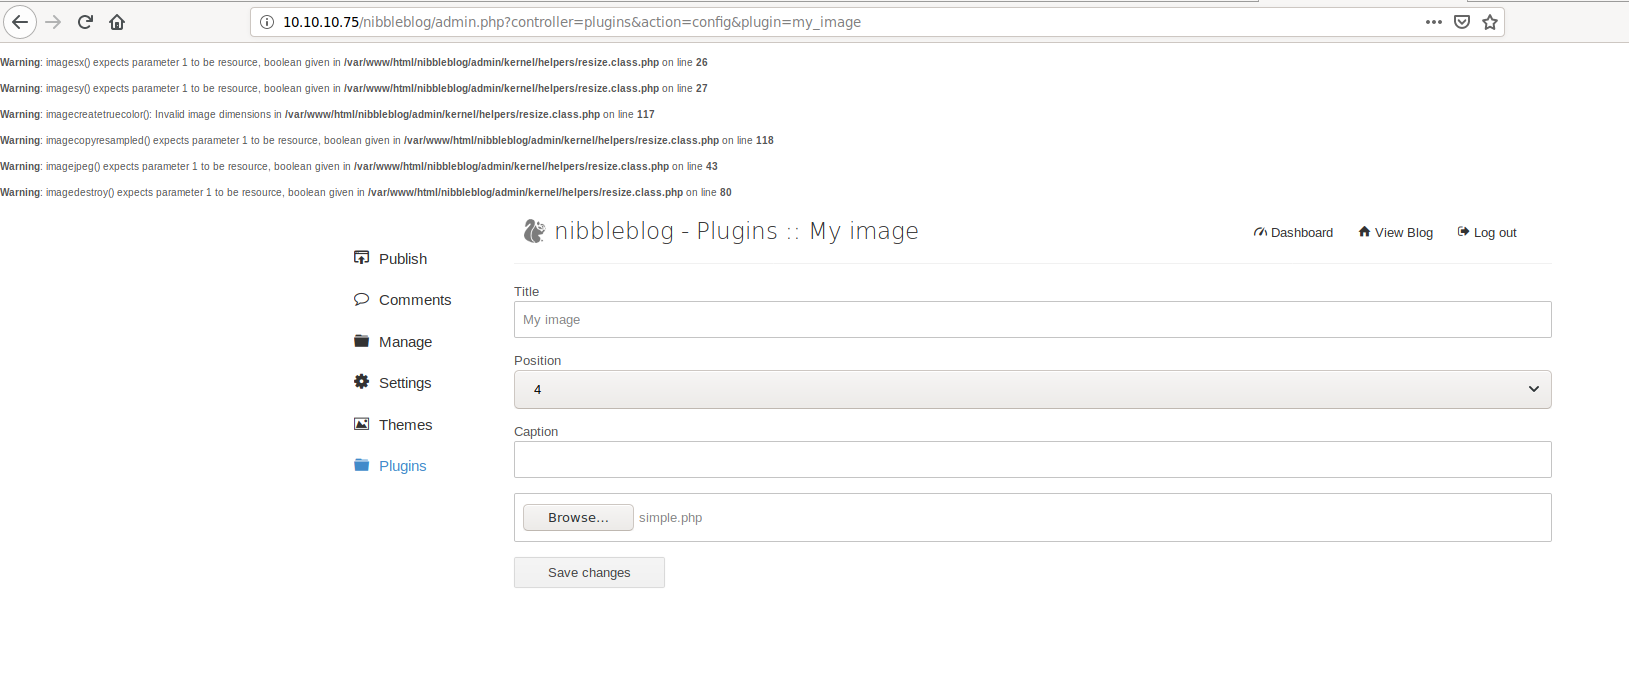 10.10.10.75/nibbleblog/admin.php?controller=plugins&action=config&plugin=my_image
Warning: imagesx() expects parameter 1 to be resource, boolean given in /var/www/html/nibbleblog/admin/kernel/helpers/resize.class.php on line 26
Warning: imagesy() expects parameter 1 to be resource, boolean given in /var/www/html/nibbleblog/admin/kernel/helpers/resize.class.php on line 27
Warning: imagecreatetruecolor(): Invalid image dimensions in /var/www/html/nibbleblog/admin/kernel/helpers/resize.class.php on line 117
Warning: imagecopyresampled() expects parameter 1 to be resource, boolean given in /var/www/html/nibbleblog/admin/kernel/helpers/resize.class.php on line 118
Warning: imagejpeg() expects parameter 1 to be resource, boolean given in /var/www/html/nibbleblog/admin/kernel/helpers/resize.class.php on line 43
Warning: imagedestroy() expects parameter 1 to be resource, boolean given in /var/www/html/nibbleblog/admin/kernel/helpers/resize.class.php on line 80
nibbleblog - Plugins :: My image
Dashboard View Blog Log out
Publish
Comments
Manage
Settings
Themes
Plugins
Title
My image
Position
4
Caption
Browse... simple.php
Save changes